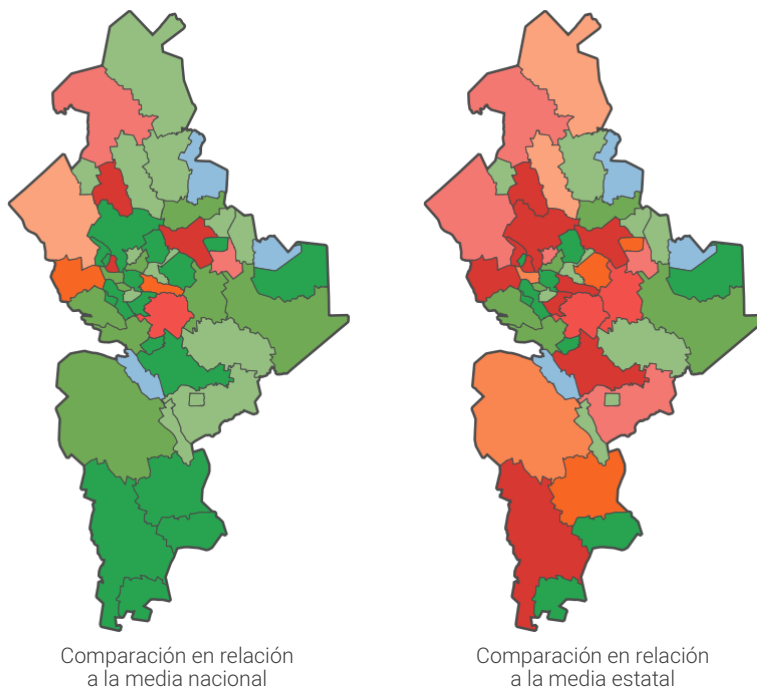 Comparación en relación
a la media nacional
Comparación en relación
a la media estatal